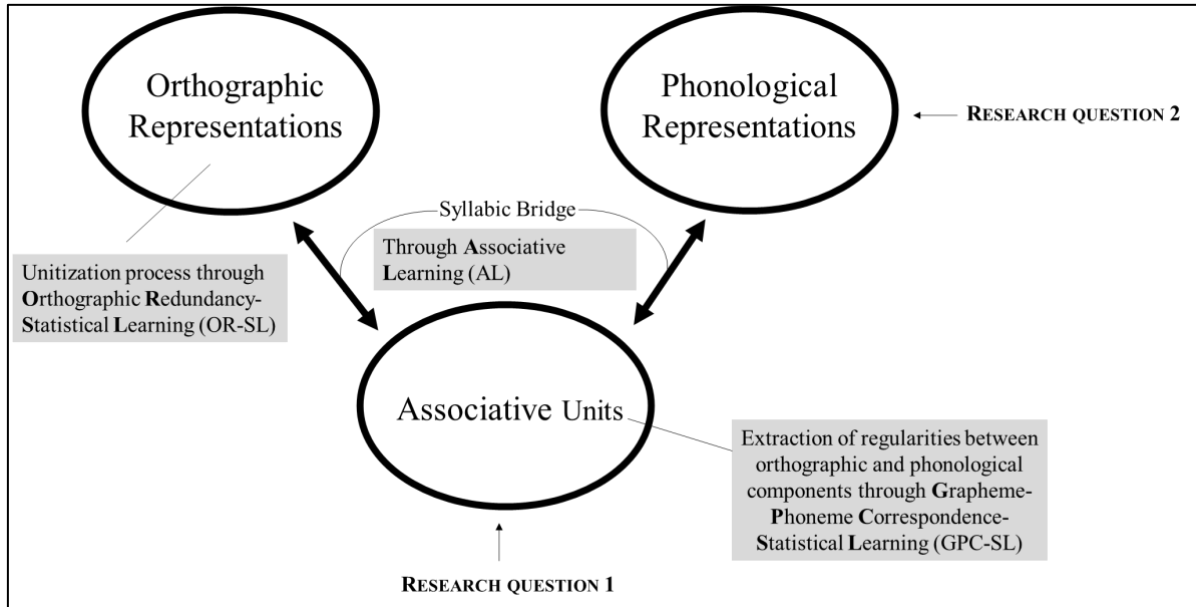 Orthographic
Representations
Phonological
Representations
RESEARCH QUESTION 2
Syllabic Bridge
Through Associative
Learning (AL)
Unitization process through
Orthographic Redundancy-
Statistical Learning (OR-SL)
Associative Units
Extraction of regularities between
orthographic and phonological
components through Grapheme-
Phoneme Correspondence-
Statistical Learning (GPC-SL)
RESEARCH QUESTION 1